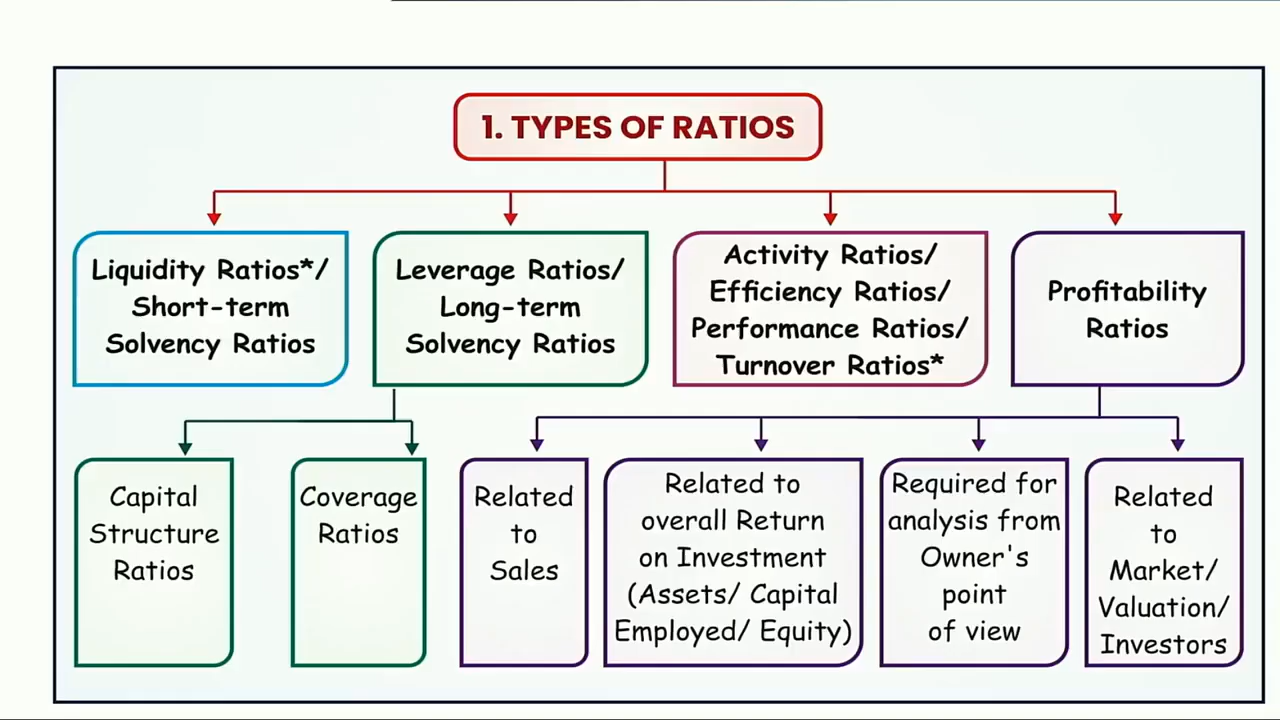 1. TYPES OF RATIOS
Liquidity Ratios*/
Short-term
Solvency Ratios
Leverage Ratios/
Long-term
Solvency Ratios
Activity Ratios/
Efficiency Ratios/
Performance Ratios/
Turnover Ratios*
Profitability
Ratios
Capital
Structure
Ratios
Coverage
Ratios
Related
to
Sales
Related to
overall Return
on Investment
(Assets/ Capital
Employed/ Equity)
Required for
analysis from
Owner's
point
of view
Related
to
Market/
Valuation/
Investors